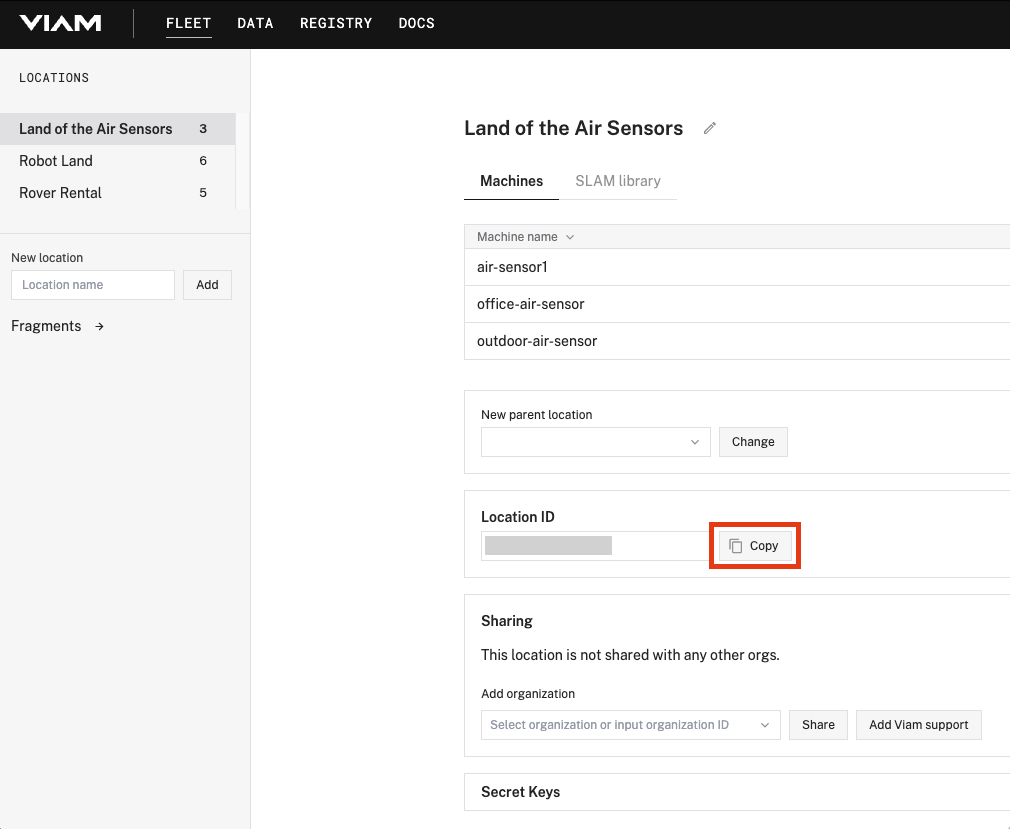 VIAM
FLEET DATA REGISTRY DOCS
LOCATIONS
Land of the Air Sensors 3
Robot Land 6
Rover Rental 5
New location
Location name Add
Fragments →
Land of the Air Sensors
Machines SLAM library
Machine name
air-sensor1
office-air-sensor
outdoor-air-sensor
New parent location
Change
Location ID
Copy
Sharing
This location is not shared with any other orgs.
Add organization
Select organization or input organization ID Share Add Viam support
Secret Keys